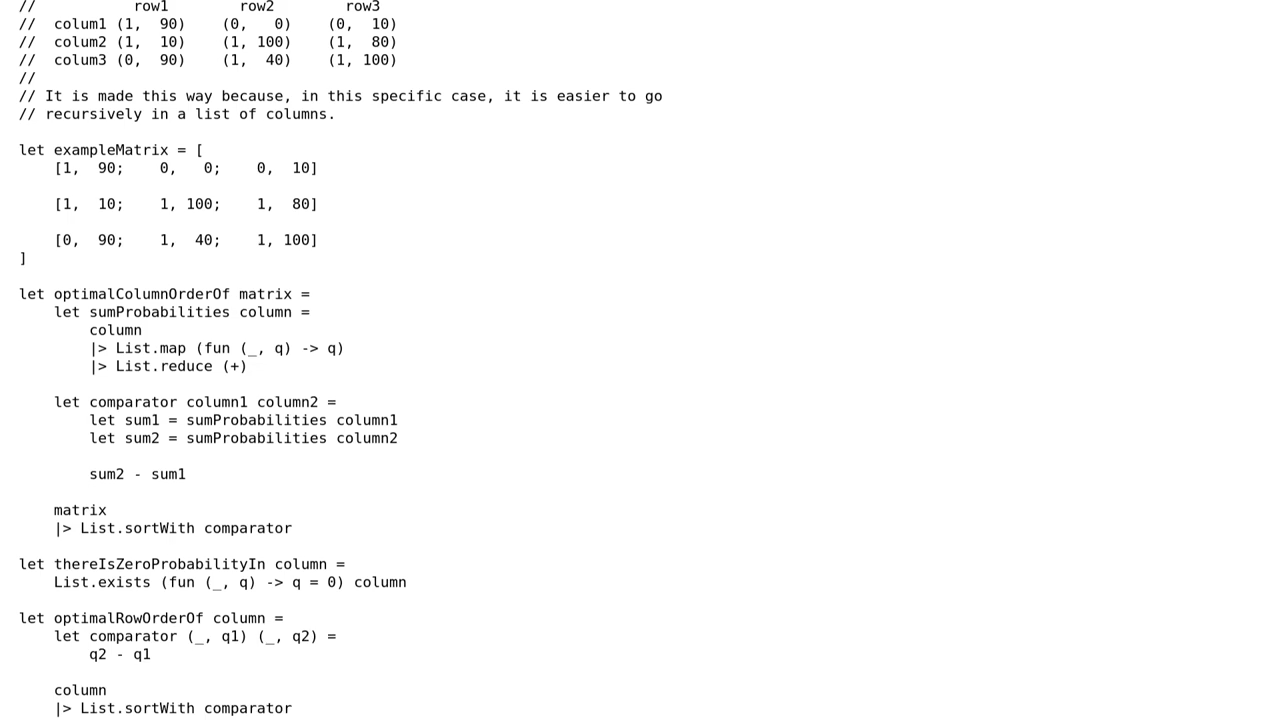 //           row1        row2        row3
//  colum1 (1,  90)    (0,   0)    (0,  10)
//  colum2 (1,  10)    (1, 100)    (1,  80)
//  colum3 (0,  90)    (1,  40)    (1, 100)
//
// It is made this way because, in this specific case, it is easier to go
// recursively in a list of columns.

let exampleMatrix = [
    [1,  90;    0,   0;    0,  10]

    [1,  10;    1, 100;    1,  80]

    [0,  90;    1,  40;    1, 100]
]

let optimalColumnOrderOf matrix =
    let sumProbabilities column =
        column
        |> List.map (fun (_, q) -> q)
        |> List.reduce (+)

    let comparator column1 column2 =
        let sum1 = sumProbabilities column1
        let sum2 = sumProbabilities column2

        sum2 - sum1

    matrix
    |> List.sortWith comparator

let thereIsZeroProbabilityIn column =
    List.exists (fun (_, q) -> q = 0) column

let optimalRowOrderOf column =
    let comparator (_, q1) (_, q2) =
        q2 - q1

    column
    |> List.sortWith comparator